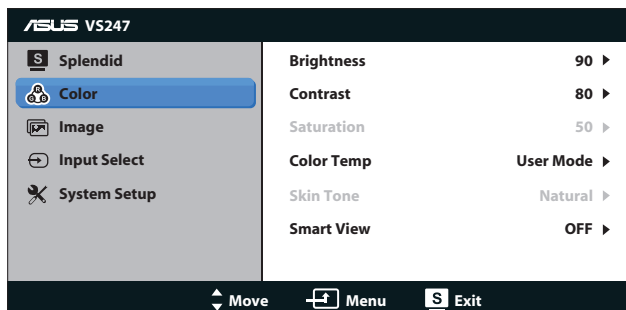 ASUS VS247
S Splendid
R G B Color
Image
Input Select
System Setup
Brightness 90
Contrast 80
Saturation 50
Color Temp User Mode
Skin Tone Natural
Smart View OFF
Move Menu S Exit